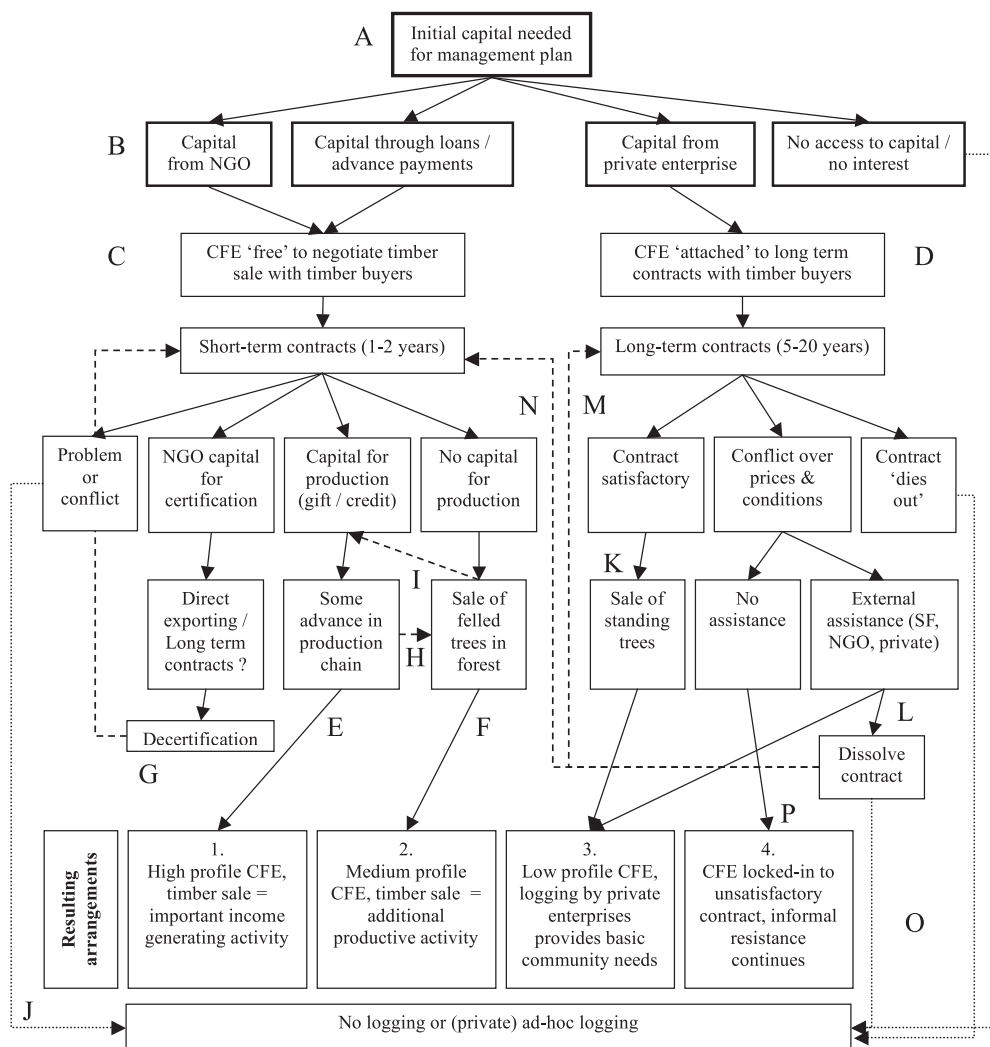 A
Initial capital needed
for management plan
B
Capital
from NGO
Capital through loans /
advance payments
Capital from
private enterprise
No access to capital /
no interest
C
CFE ‘free’ to negotiate timber
sale with timber buyers
CFE ‘attached’ to long term
contracts with timber buyers
D
Short-term contracts (1-2 years)
Long-term contracts (5-20 years)
N
M
Problem
or
conflict
NGO capital
for
certification
Capital for
production
(gift / credit)
No capital
for
production
Contract
satisfactory
Conflict over
prices &
conditions
Contract
‘dies
out’
I
K
Direct
exporting /
Long term
contracts ?
Some
advance in
production
chain
H
Sale of
felled
trees in
forest
Sale of
standing
trees
No
assistance
External
assistance (SF,
NGO, private)
E
F
L
Decertification
G
Dissolve
contract
P
Resulting
arrangements
1.
High profile CFE,
timber sale =
important income
generating activity
2.
Medium profile
CFE, timber sale =
additional
productive activity
3.
Low profile CFE,
logging by private
enterprises
provides basic
community needs
4.
CFE locked-in to
unsatisfactory
contract, informal
resistance
continues
O
J
No logging or (private) ad-hoc logging